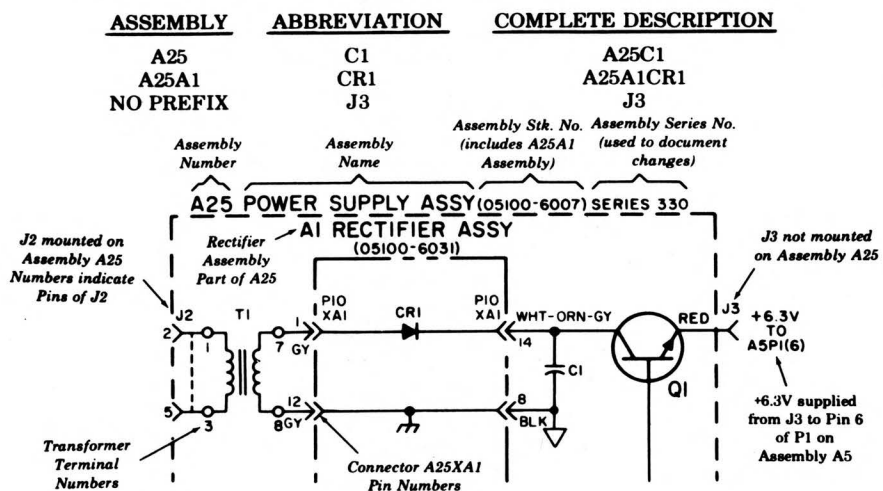 ASSEMBLY ABBREVIATION COMPLETE DESCRIPTION
A25 C1 A25C1
A25A1 CR1 A25A1CR1
NO PREFIX J3 J3
Assembly Number
Assembly Name
Assembly Stk. No. (includes A25A1 Assembly)
Assembly Series No. (used to document changes)
A25 POWER SUPPLY ASSY (05100-6007) SERIES 330
A1 RECTIFIER ASSY
(05100-6031)
J2 mounted on
Assembly A25
Numbers indicate
Pins of J2
Rectifier
Assembly
Part of A25
J3 not mounted
on Assembly A25
J2
T1
P10
XA1
CR1
P10
XA1
WHT-ORN-GY
RED
J3
2
1
7
1
GY
14
C1
Q1
+6.3V
TO
A5P1(6)
5
3
8
12
GY
8
BLK
+6.3V supplied
from J3 to Pin 6
of P1 on
Assembly A5
Transformer
Terminal
Numbers
Connector A25XA1
Pin Numbers